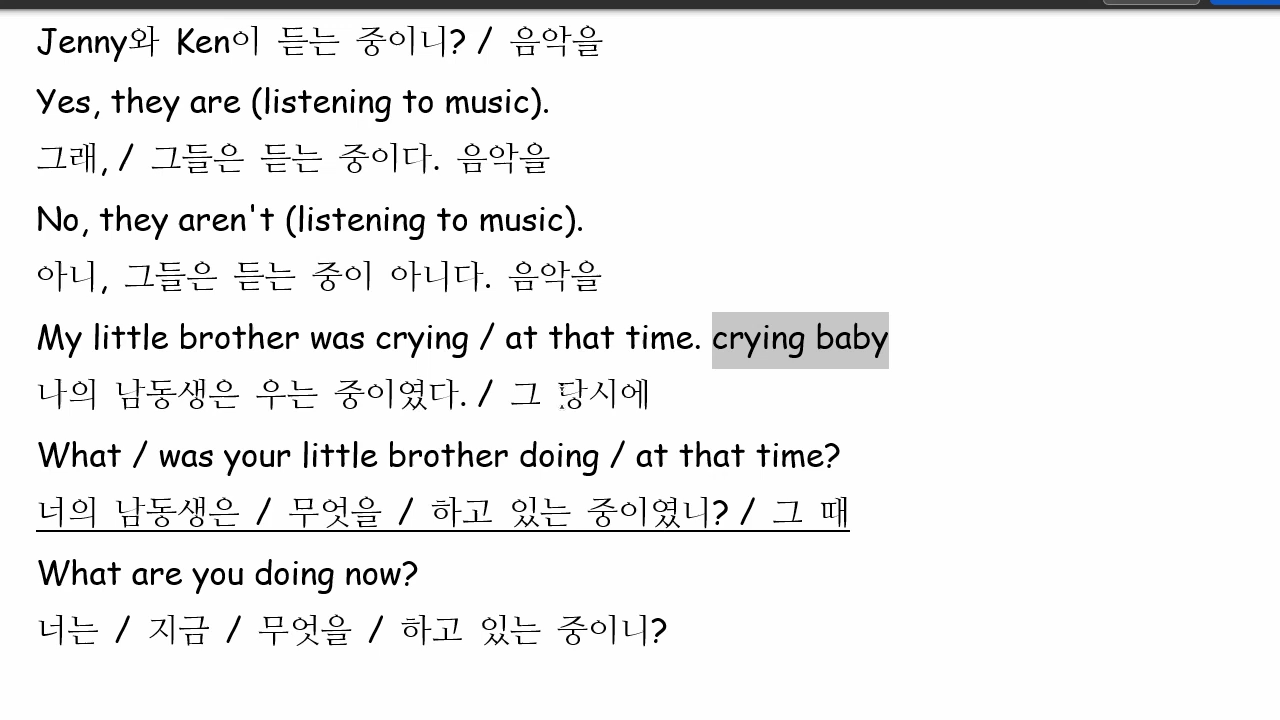 Jenny와 Ken이 듣는 중이니? / 음악을
Yes, they are (listening to music).
그래, / 그들은 듣는 중이다. 음악을
No, they aren't (listening to music).
아니, 그들은 듣는 중이 아니다. 음악을
My little brother was crying / at that time. crying baby
나의 남동생은 우는 중이였다. / 그 당시에
What / was your little brother doing / at that time?
너의 남동생은 / 무엇을 / 하고 있는 중이였니? / 그 때
What are you doing now?
너는 / 지금 / 무엇을 / 하고 있는 중이니?